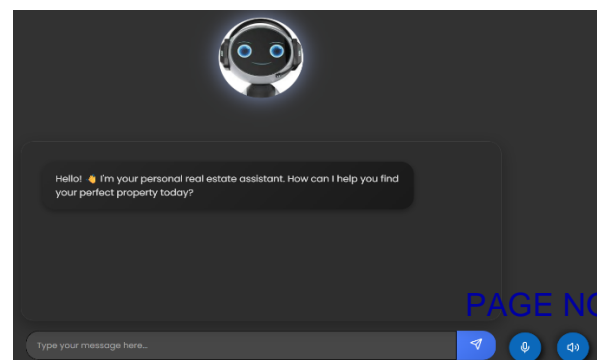 Hello! 👋 I'm your personal real estate assistant. How can I help you find
your perfect property today?
PAGE NO
Type your message here...